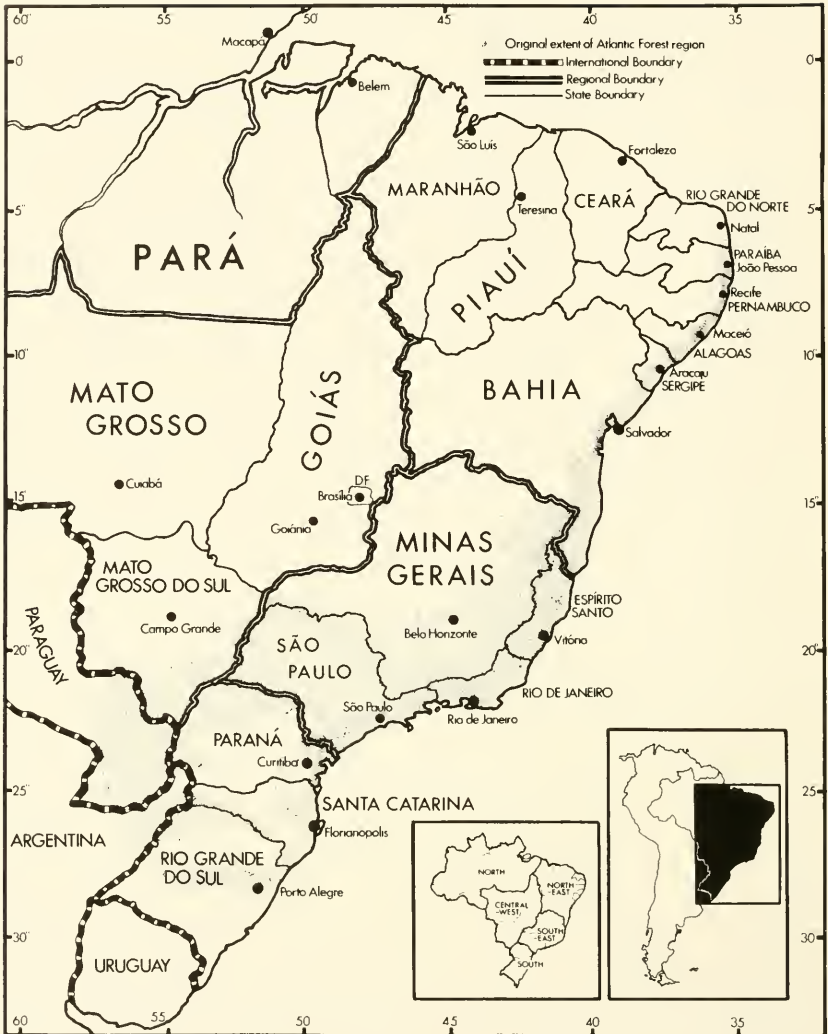 60° 55 50° 45 40° 35
Macapá
Original extent of Atlantic Forest region
International Boundary
Regional Boundary
State Boundary
0° 0°
Belem
São Luís
Fortaleza
MARANHÃO
Teresina
CEARÁ
RIO GRANDE
DO NORTE
Natal
5° 5°
PARÁ
PIAUÍ
PARAÍBA
João Pessoa
Recife
PERNAMBUCO
Maceió
ALAGOAS
10° 10°
Aracaju
SERGIPE
MATO
GROSSO
GOIÁS
BAHIA
Salvador
Cuiabá
DF
Brasília
15° 15°
Goiânia
MINAS
GERAIS
MATO
GROSSO DO SUL
Campo Grande
PARAGUAY
ESPÍRITO
SANTO
Belo Horizonte
Vitória
SÃO
PAULO
20° 20°
São Paulo
RIO DE JANEIRO
Rio de Janeiro
PARANÁ
Curitiba
25° 25°
SANTA CATARINA
Florianópolis
ARGENTINA
RIO GRANDE
DO SUL
Porto Alegre
NORTH
NORTH
-EAST
CENTRAL
-WEST
SOUTH
-EAST
SOUTH
30° 30°
URUGUAY
60 55 50 45 40 35